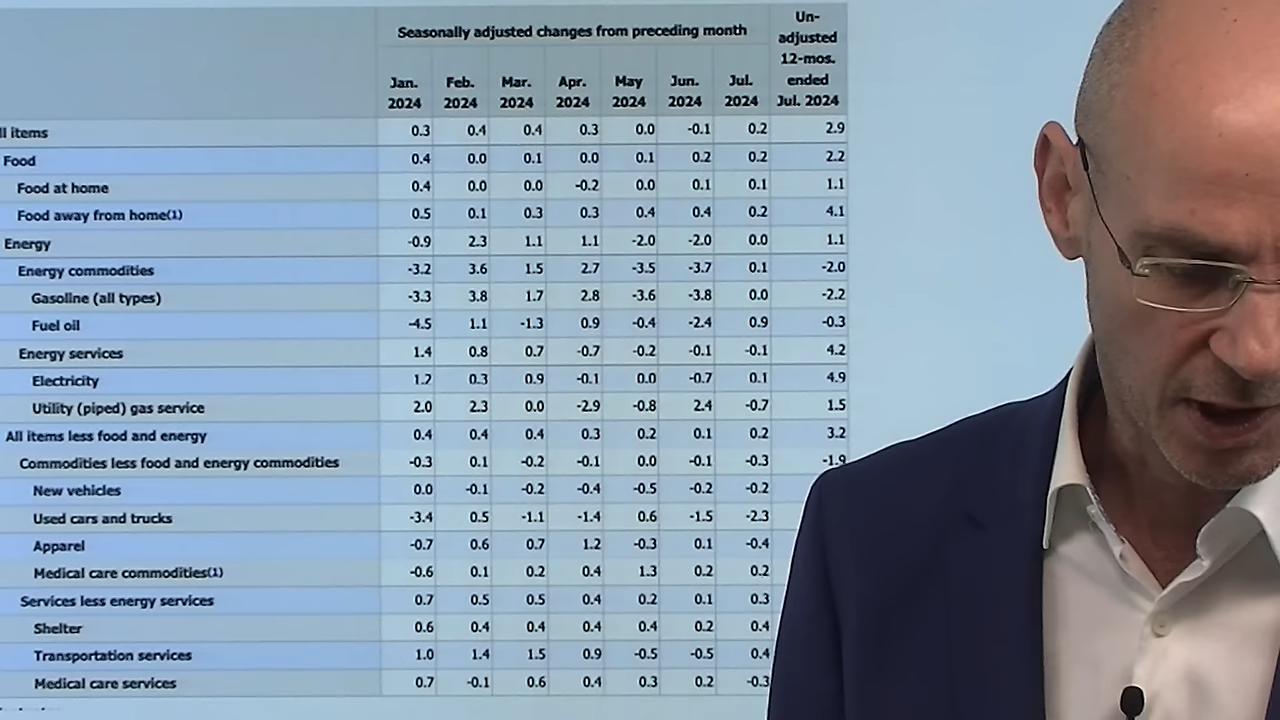 Seasonally adjusted changes from preceding month
Un-
adjusted
12-mos.
ended
Jul. 2024
Jan. 2024 Feb. 2024 Mar. 2024 Apr. 2024 May 2024 Jun. 2024 Jul. 2024
ll items 0.3 0.4 0.4 0.3 0.0 -0.1 0.2 2.9
Food 0.4 0.0 0.1 0.0 0.1 0.2 0.2 2.2
Food at home 0.4 0.0 0.0 -0.2 0.0 0.1 0.1 1.1
Food away from home(1) 0.5 0.1 0.3 0.3 0.4 0.4 0.2 4.1
Energy -0.9 2.3 1.1 1.1 -2.0 -2.0 0.0 1.1
Energy commodities -3.2 3.6 1.5 2.7 -3.5 -3.7 0.1 -2.0
Gasoline (all types) -3.3 3.8 1.7 2.8 -3.6 -3.8 0.0 -2.2
Fuel oil -4.5 1.1 -1.3 0.9 -0.4 -2.4 0.9 -0.3
Energy services 1.4 0.8 0.7 -0.7 -0.2 -0.1 -0.1 4.2
Electricity 1.2 0.3 0.9 -0.1 0.0 -0.7 0.1 4.9
Utility (piped) gas service 2.0 2.3 0.0 -2.9 -0.8 2.4 -0.7 1.5
All items less food and energy 0.4 0.4 0.4 0.3 0.2 0.1 0.2 3.2
Commodities less food and energy commodities -0.3 0.1 -0.2 -0.1 0.0 -0.1 -0.3 -1.9
New vehicles 0.0 -0.1 -0.2 -0.4 -0.5 -0.2 -0.2
Used cars and trucks -3.4 0.5 -1.1 -1.4 0.6 -1.5 -2.3
Apparel -0.7 0.6 0.7 1.2 -0.3 0.1 -0.4
Medical care commodities(1) -0.6 0.1 0.2 0.4 1.3 0.2 0.2
Services less energy services 0.7 0.5 0.5 0.4 0.2 0.1 0.3
Shelter 0.6 0.4 0.4 0.4 0.4 0.2 0.4
Transportation services 1.0 1.4 1.5 0.9 -0.5 -0.5 0.4
Medical care services 0.7 -0.1 0.6 0.4 0.3 0.2 -0.3